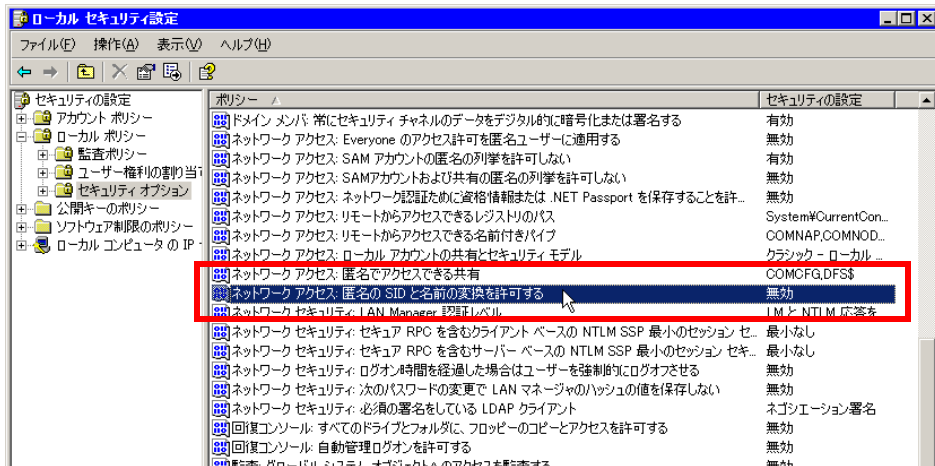 ローカル セキュリティ設定
ファイル(F) 操作(A) 表示(V) ヘルプ(H)
セキュリティの設定
アカウント ポリシー
ローカル ポリシー
監査ポリシー
ユーザー権利の割り当て
セキュリティ オプション
公開キーのポリシー
ソフトウェア制限のポリシー
ローカル コンピュータ の IP
ポリシー セキュリティの設定
ドメイン メンバ: 常にセキュリティ チャネルのデータをデジタル的に暗号化または署名する 有効
ネットワーク アクセス: Everyone のアクセス許可を匿名ユーザーに適用する 無効
ネットワーク アクセス: SAM アカウントの匿名の列挙を許可しない 有効
ネットワーク アクセス: SAMアカウントおよび共有の匿名の列挙を許可しない 無効
ネットワーク アクセス: ネットワーク認証ために資格情報または .NET Passport を保存することを許... 無効
ネットワーク アクセス: リモートからアクセスできるレジストリのパス System¥CurrentCon...
ネットワーク アクセス: リモートからアクセスできる名前付きパイプ COMNAP,COMNOD...
ネットワーク アクセス: ローカル アカウントの共有とセキュリティ モデル クラシック - ローカル ...
ネットワーク アクセス: 匿名でアクセスできる共有 COMCFG,DFS$
ネットワーク アクセス: 匿名の SID と名前の変換を許可する 無効
ネットワーク セキュリティ: LAN Manager 認証レベル LM と NTLM 応答を
ネットワーク セキュリティ: セキュア RPC を含むクライアント ベースの NTLM SSP 最小のセッション セ... 最小なし
ネットワーク セキュリティ: セキュア RPC を含むサーバー ベースの NTLM SSP 最小のセッション セキ... 最小なし
ネットワーク セキュリティ: ログオン時間を経過した場合はユーザーを強制的にログオフさせる 無効
ネットワーク セキュリティ: 次のパスワードの変更で LAN マネージャのハッシュの値を保存しない 無効
ネットワーク セキュリティ: 必須の署名をしている LDAP クライアント ネゴシエーション署名
回復コンソール: すべてのドライブとフォルダに、フロッピーのコピーとアクセスを許可する 無効
回復コンソール: 自動管理ログオンを許可する 無効
監査: グローバル システム オブジェクトへのアクセスを監査する 無効